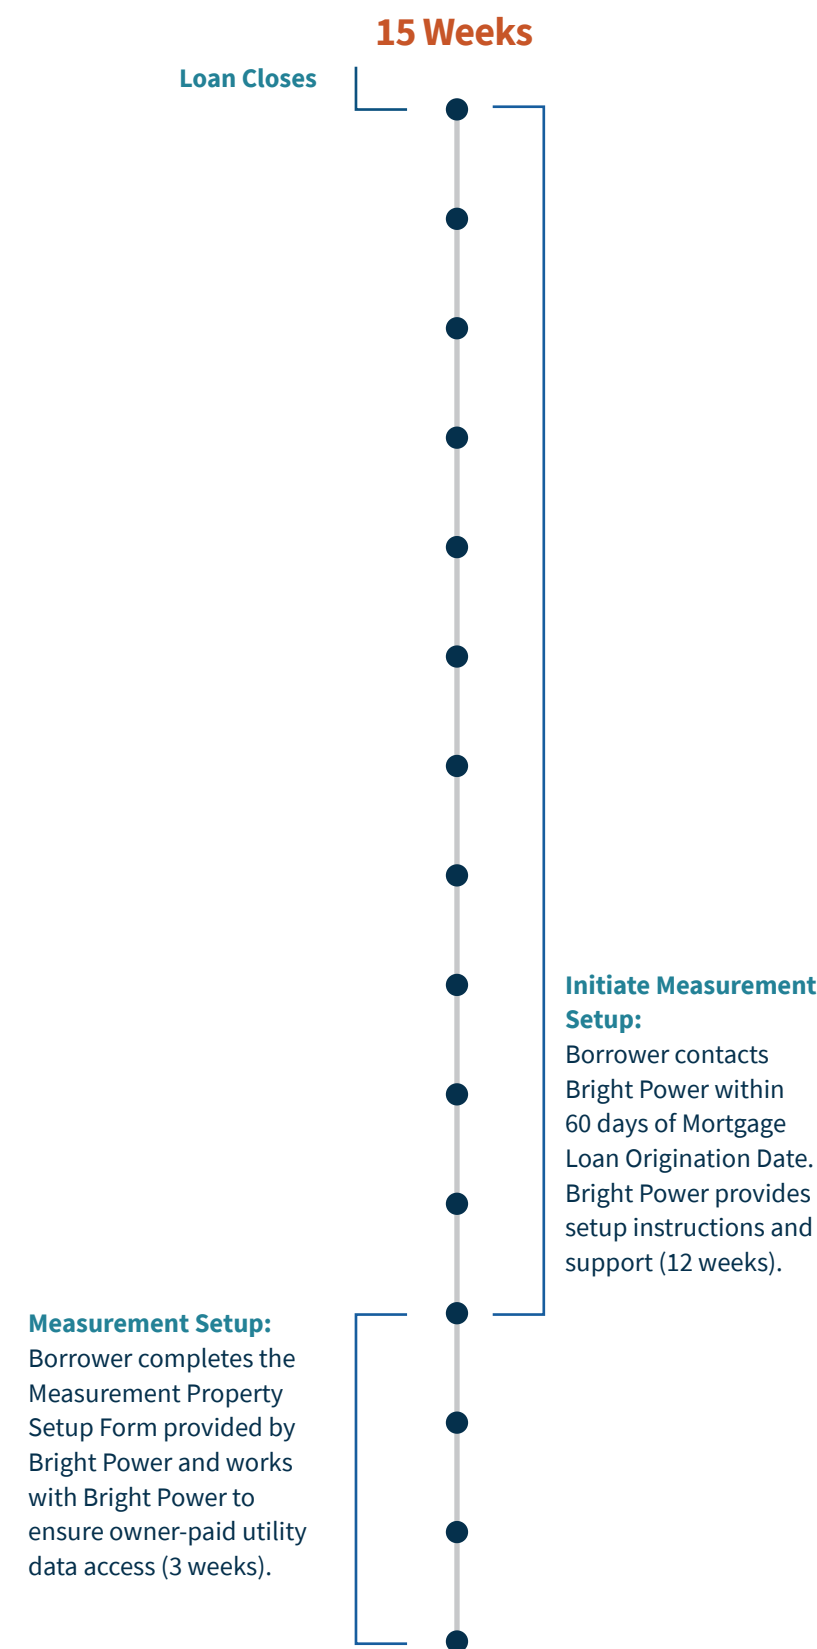 15 Weeks
Loan Closes
Initiate Measurement
Setup:
Borrower contacts
Bright Power within
60 days of Mortgage
Loan Origination Date.
Bright Power provides
setup instructions and
support (12 weeks).
Measurement Setup:
Borrower completes the
Measurement Property
Setup Form provided by
Bright Power and works
with Bright Power to
ensure owner-paid utility
data access (3 weeks).